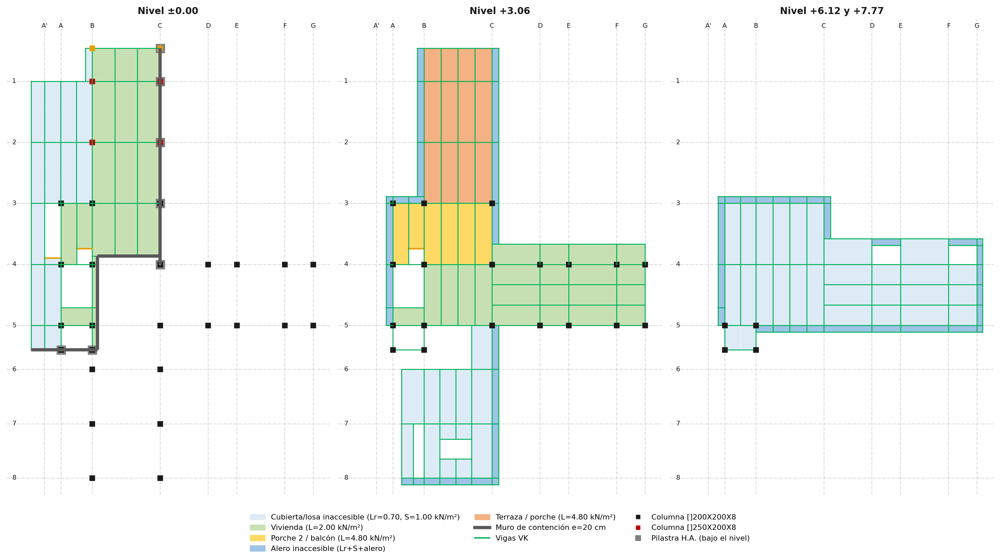 Nivel ±0.00
Nivel +3.06
Nivel +6.12 y +7.77
A' A B C D E F G
A' A B C D E F G
A' A B C D E F G
1 1 1
2 2 2
3 3 3
4 4 4
5 5 5
6 6 6
7 7 7
8 8 8
Cubierta/losa inaccesible (Lr=0.70, S=1.00 kN/m²)
Vivienda (L=2.00 kN/m²)
Porche 2 / balcón (L=4.80 kN/m²)
Alero inaccesible (Lr+S+alero)
Terraza / porche (L=4.80 kN/m²)
Muro de contención e=20 cm
Vigas VK
Columna []200X200X8
Columna []250X200X8
Pilastra H.A. (bajo el nivel)